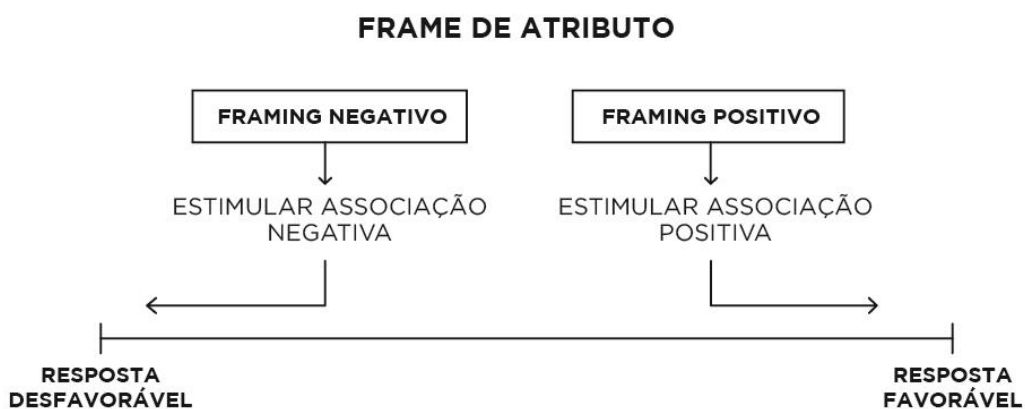 FRAME DE ATRIBUTO
FRAMING NEGATIVO
FRAMING POSITIVO
ESTIMULAR ASSOCIAÇÃO
NEGATIVA
ESTIMULAR ASSOCIAÇÃO
POSITIVA
RESPOSTA
DESFAVORÁVEL
RESPOSTA
FAVORÁVEL